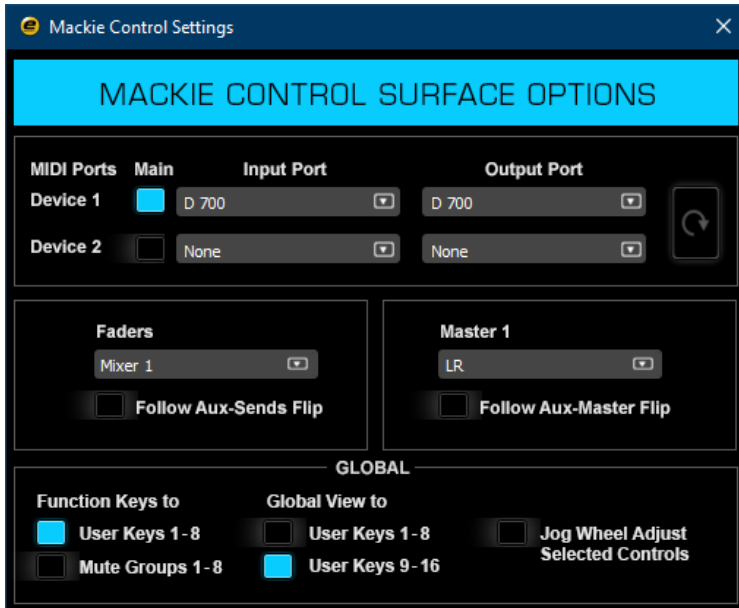 Mackie Control Settings
MACKIE CONTROL SURFACE OPTIONS
MIDI Ports Main Input Port Output Port
Device 1 D 700 D 700
Device 2 None None
Faders Master 1
Mixer 1 LR
Follow Aux-Sends Flip Follow Aux-Master Flip
GLOBAL
Function Keys to Global View to
User Keys 1-8 User Keys 1-8 Jog Wheel Adjust
Selected Controls
Mute Groups 1-8 User Keys 9-16